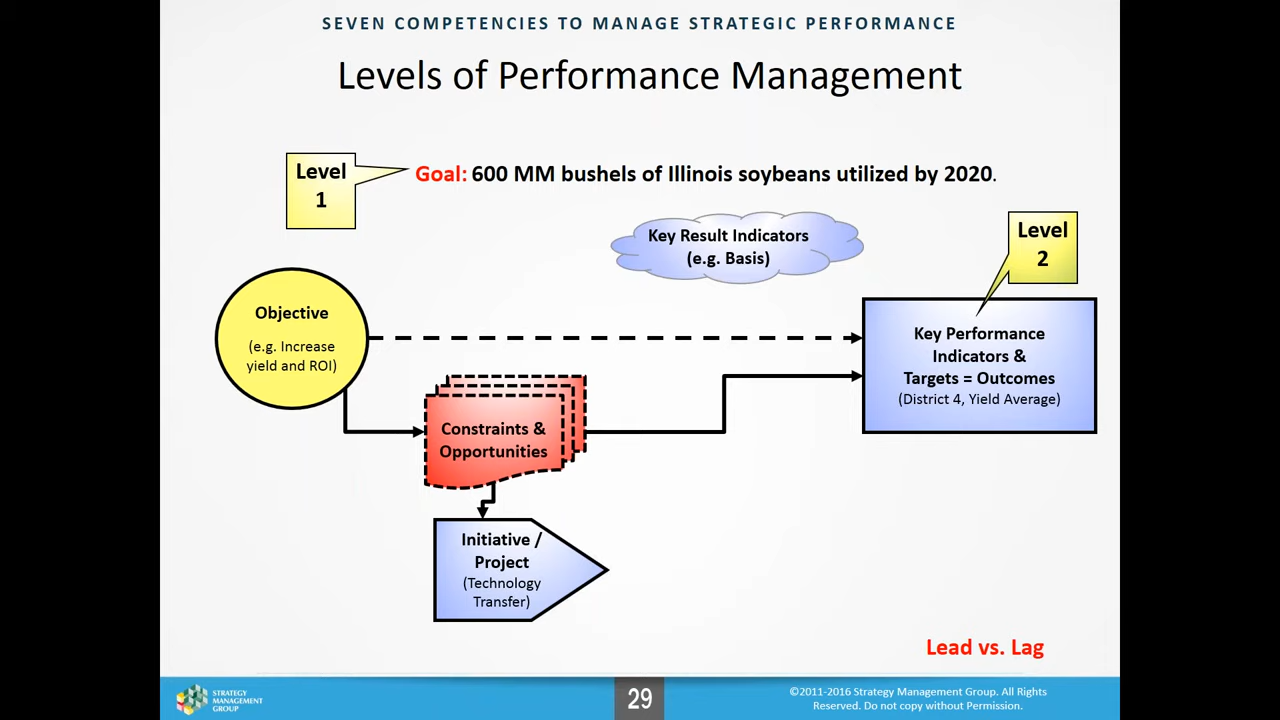 SEVEN COMPETENCIES TO MANAGE STRATEGIC PERFORMANCE
Levels of Performance Management
Level
1
Goal: 600 MM bushels of Illinois soybeans utilized by 2020.
Key Result Indicators
(e.g. Basis)
Level
2
Objective
(e.g. Increase
yield and ROI)
Key Performance
Indicators &
Targets = Outcomes
(District 4, Yield Average)
Constraints &
Opportunities
Initiative /
Project
(Technology
Transfer)
Lead vs. Lag
STRATEGY
MANAGEMENT
GROUP
29
©2011-2016 Strategy Management Group. All Rights
Reserved. Do not copy without Permission.